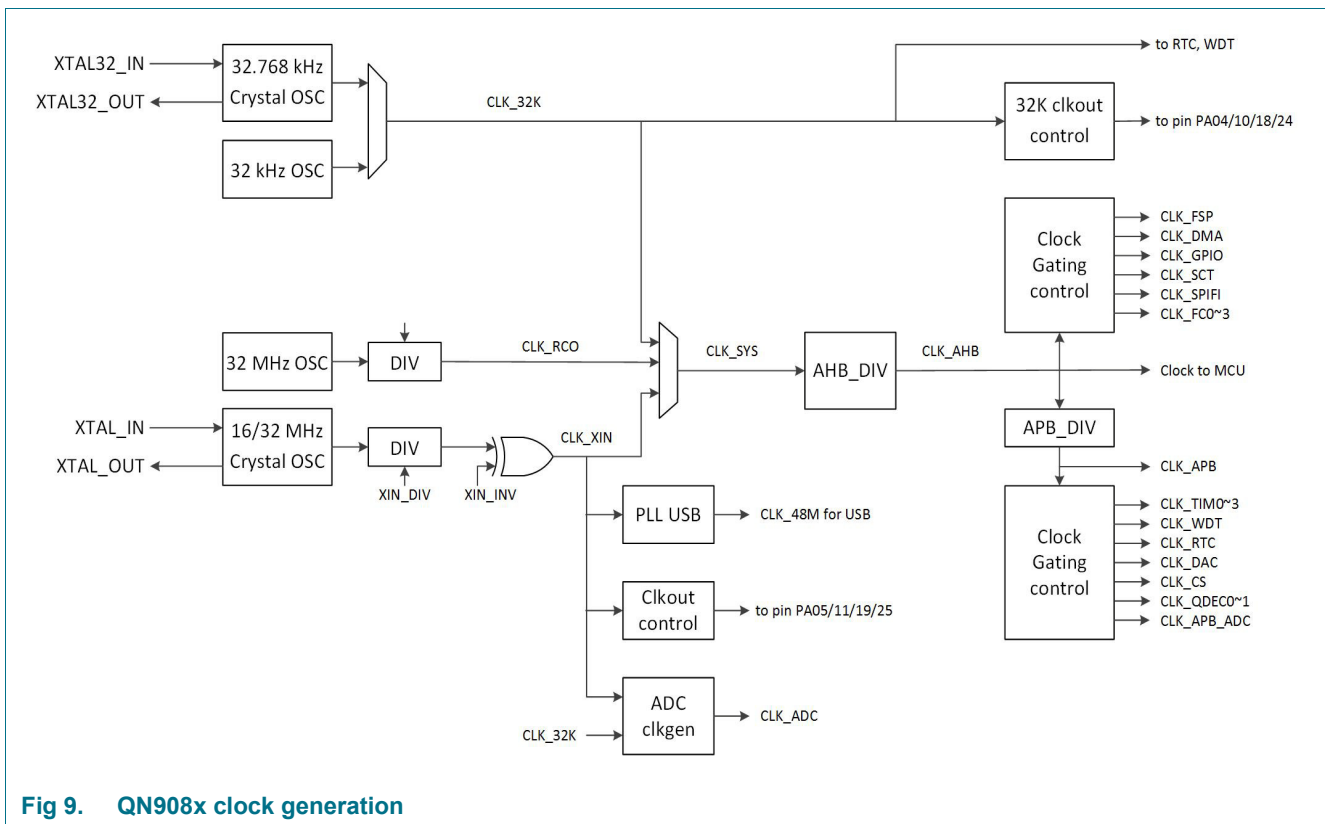 XTAL32_IN
XTAL32_OUT
32.768 kHz
Crystal OSC
32 kHz OSC
CLK_32K
to RTC, WDT
32K clkout
control
to pin PA04/10/18/24
Clock
Gating
control
CLK_FSP
CLK_DMA
CLK_GPIO
CLK_SCT
CLK_SPIFI
CLK_FC0~3
32 MHz OSC
DIV
CLK_RCO
CLK_SYS
AHB_DIV
CLK_AHB
Clock to MCU
XTAL_IN
XTAL_OUT
16/32 MHz
Crystal OSC
DIV
XIN_DIV
XIN_INV
CLK_XIN
APB_DIV
CLK_APB
PLL USB
CLK_48M for USB
Clkout
control
to pin PA05/11/19/25
ADC
clkgen
CLK_32K
CLK_ADC
Clock
Gating
control
CLK_TIM0~3
CLK_WDT
CLK_RTC
CLK_DAC
CLK_CS
CLK_QDEC0~1
CLK_APB_ADC
Fig 9. QN908x clock generation